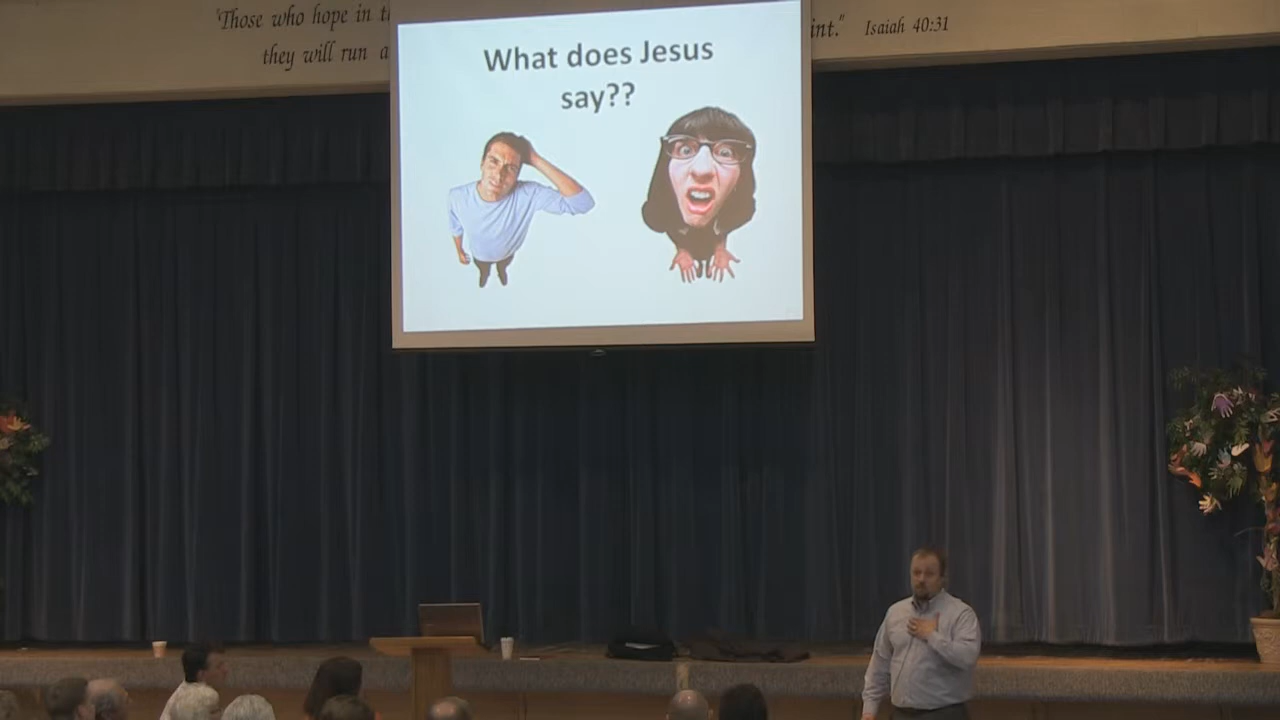 "Those who hope in t
they will run a
int." Isaiah 40:31
What does Jesus
say??